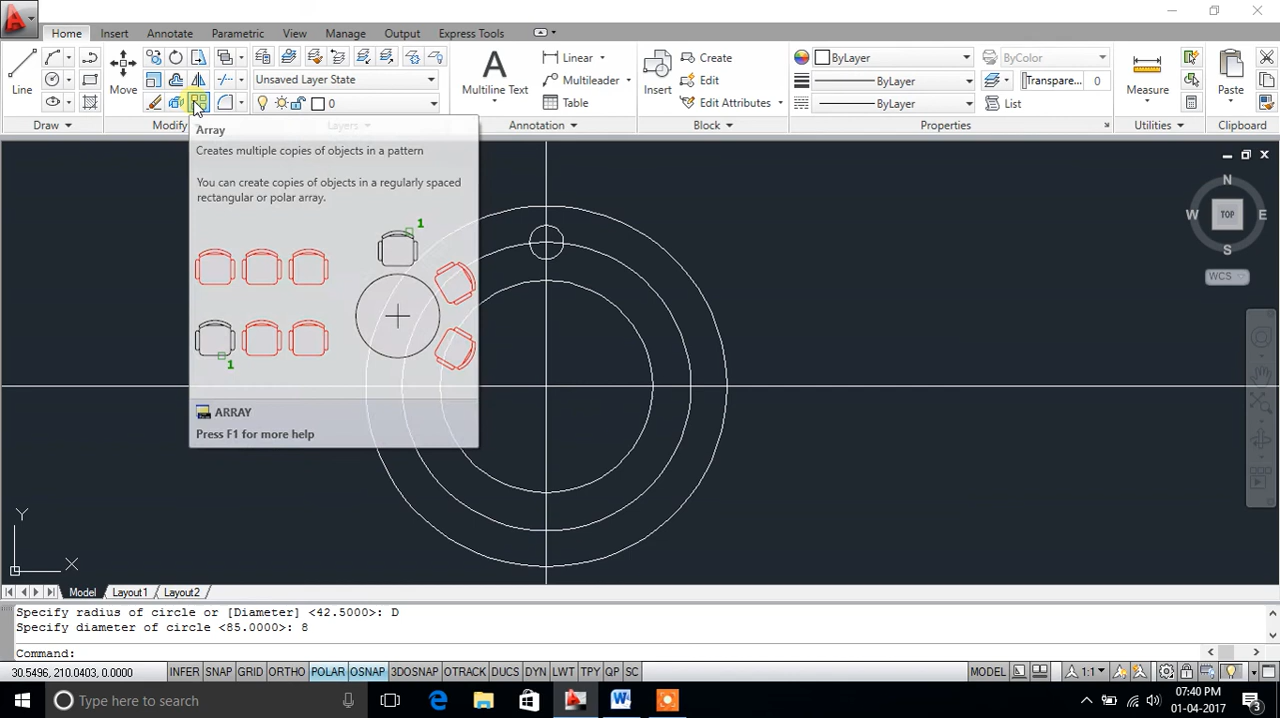 Home Insert Annotate Parametric View Manage Output Express Tools
Line
Move
Draw
Modify
Unsaved Layer State
0
Layers
Multiline Text
Linear
Multileader
Table
Annotation
Insert
Create
Edit
Edit Attributes
Block
ByLayer
ByLayer
ByLayer
ByColor
Transpare... 0
List
Properties
Measure
Utilities
Paste
Clipboard
Array
Creates multiple copies of objects in a pattern
You can create copies of objects in a regularly spaced
rectangular or polar array.
1
1
ARRAY
Press F1 for more help
N
W TOP E
S
WCS
Y
X
Model Layout1 Layout2
Specify radius of circle or [Diameter] <42.5000>: D
Specify diameter of circle <85.0000>: 8
Command:
30.5496, 210.0403, 0.0000 INFER SNAP GRID ORTHO POLAR OSNAP 3DOSNAP OTRACK DUCS DYN LWT TPY QP SC MODEL 1:1
Type here to search
07:40 PM
01-04-2017
3